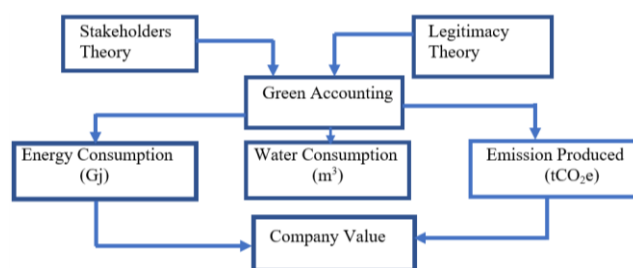 Stakeholders
Theory
Legitimacy
Theory
Green Accounting
Energy Consumption
(Gj)
Water Consumption
(m³)
Emission Produced
(tCO₂e)
Company Value